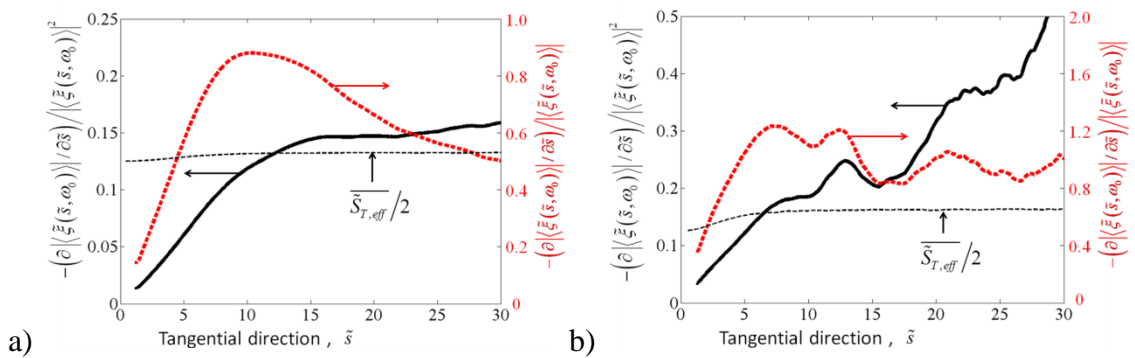 a)
0.25
0.2
0.15
0.1
0.05
0
1.0
0.8
0.6
0.4
0.2
0
0 5 10 15 20 25 30
−(∂|⟨ξ̃(s̃,ω₀)⟩|/∂s̃)/|⟨ξ̃(s̃,ω₀)⟩|²
−(∂|⟨ξ̃(s̃,ω₀)⟩|/∂s̃)/|⟨ξ̃(s̃,ω₀)⟩|
S̃_T,eff/2
Tangential direction , s̃
b)
0.5
0.4
0.3
0.2
0.1
0
2.0
1.6
1.2
0.8
0.4
0
0 5 10 15 20 25 30
−(∂|⟨ξ̃(s̃,ω₀)⟩|/∂s̃)/|⟨ξ̃(s̃,ω₀)⟩|²
−(∂|⟨ξ̃(s̃,ω₀)⟩|/∂s̃)/|⟨ξ̃(s̃,ω₀)⟩|
S̃_T,eff/2
Tangential direction , s̃